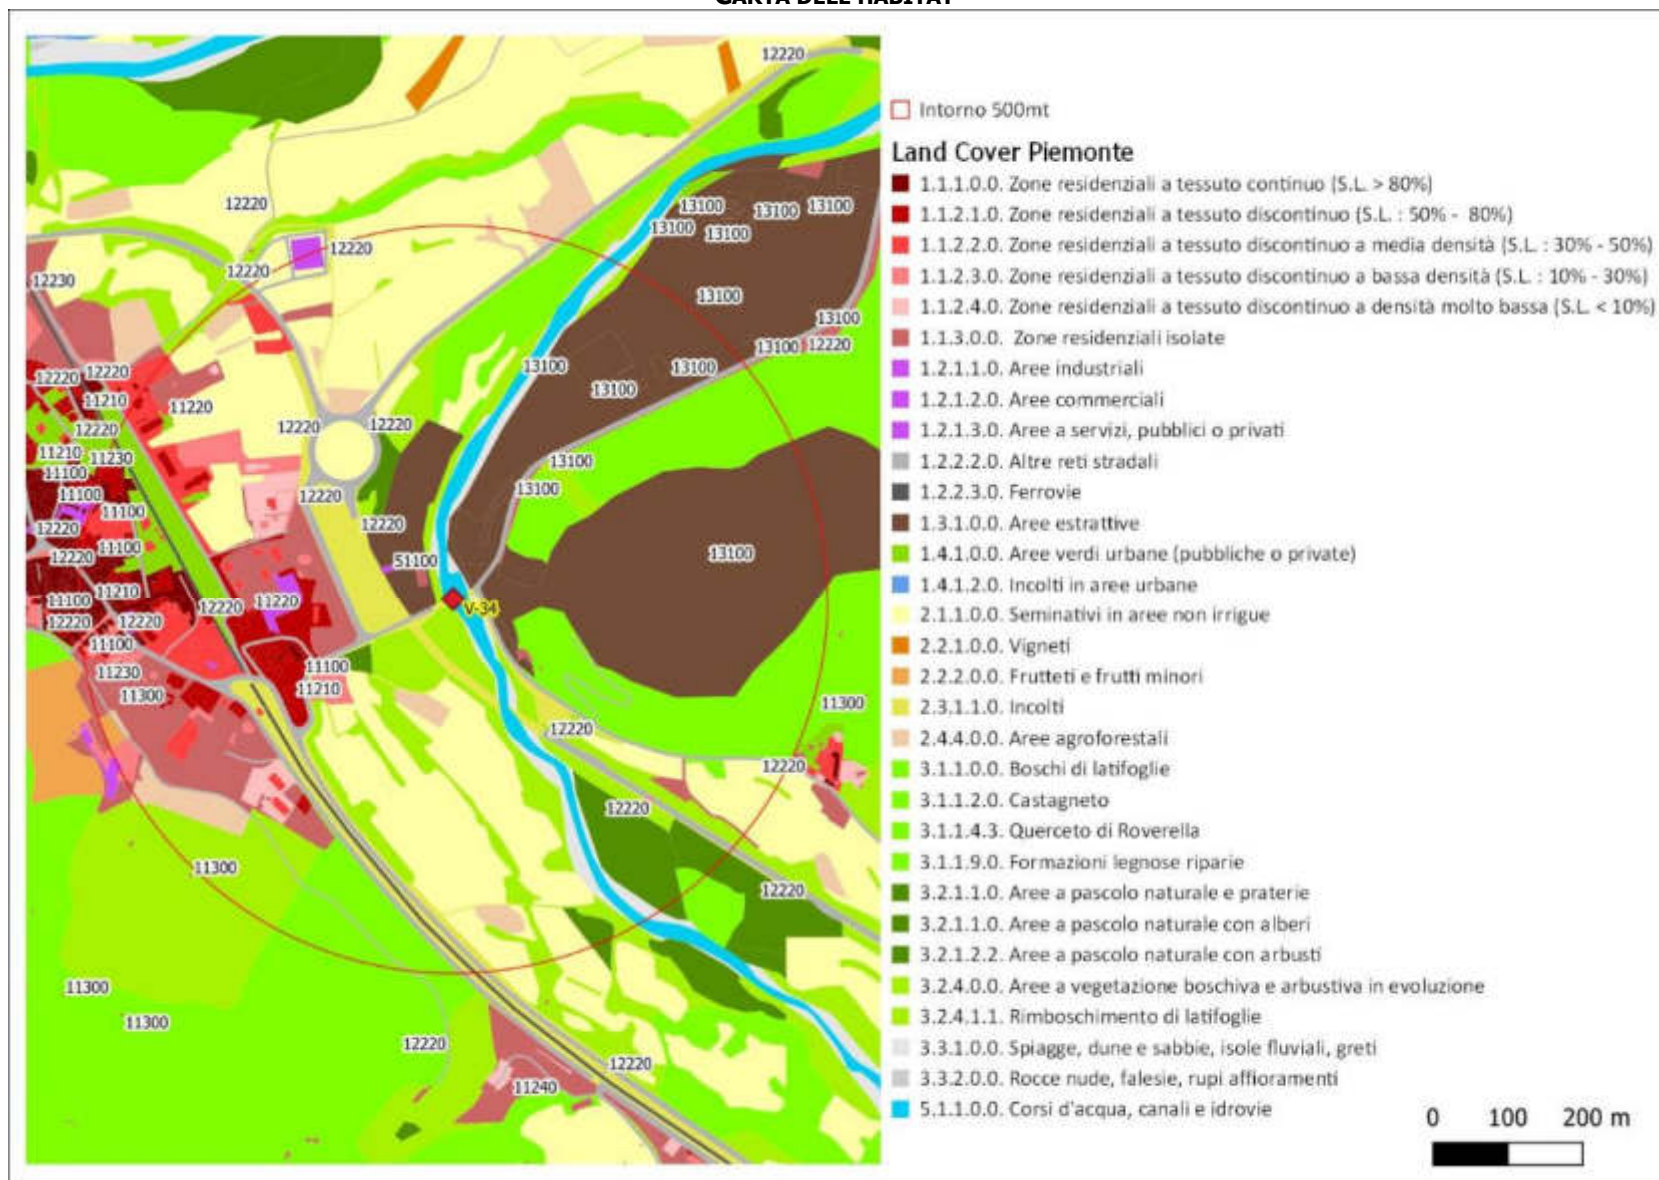 CARTA DELL'HABITAT
12220
12220
12220
12220
12230
13100
13100
13100
13100
13100
13100
13100
13100
12220
13100
13100
13100
13100
12220
12220
11210
11220
12220
12220
12220
11210
11230
11100
11100
11100
13100
13100
12220
12220
12220
12220
11100
51100
13100
11210
11100
12220
11220
V-34
12220
12220
11100
11230
11100
11210
11300
11300
12220
12220
12220
11300
12220
11300
11300
12220
12220
11240
Intorno 500mt
Land Cover Piemonte
1.1.1.0.0. Zone residenziali a tessuto continuo (S.L. > 80%)
1.1.2.1.0. Zone residenziali a tessuto discontinuo (S.L. : 50% - 80%)
1.1.2.2.0. Zone residenziali a tessuto discontinuo a media densità (S.L. : 30% - 50%)
1.1.2.3.0. Zone residenziali a tessuto discontinuo a bassa densità (S.L. : 10% - 30%)
1.1.2.4.0. Zone residenziali a tessuto discontinuo a densità molto bassa (S.L. < 10%)
1.1.3.0.0. Zone residenziali isolate
1.2.1.1.0. Aree industriali
1.2.1.2.0. Aree commerciali
1.2.1.3.0. Aree a servizi, pubblici o privati
1.2.2.2.0. Altre reti stradali
1.2.2.3.0. Ferrovie
1.3.1.0.0. Aree estrattive
1.4.1.0.0. Aree verdi urbane (pubbliche o private)
1.4.1.2.0. Incolti in aree urbane
2.1.1.0.0. Seminativi in aree non irrigue
2.2.1.0.0. Vigneti
2.2.2.0.0. Frutteti e frutti minori
2.3.1.1.0. Incolti
2.4.4.0.0. Aree agroforestali
3.1.1.0.0. Boschi di latifoglie
3.1.1.2.0. Castagneto
3.1.1.4.3. Querceto di Roverella
3.1.1.9.0. Formazioni legnose riparie
3.2.1.1.0. Aree a pascolo naturale e praterie
3.2.1.1.0. Aree a pascolo naturale con alberi
3.2.1.2.2. Aree a pascolo naturale con arbusti
3.2.4.0.0. Aree a vegetazione boschiva e arbustiva in evoluzione
3.2.4.1.1. Rimboschimento di latifoglie
3.3.1.0.0. Spiagge, dune e sabbie, isole fluviali, greti
3.3.2.0.0. Rocce nude, falesie, rupi affioramenti
5.1.1.0.0. Corsi d'acqua, canali e idrovie
0 100 200 m